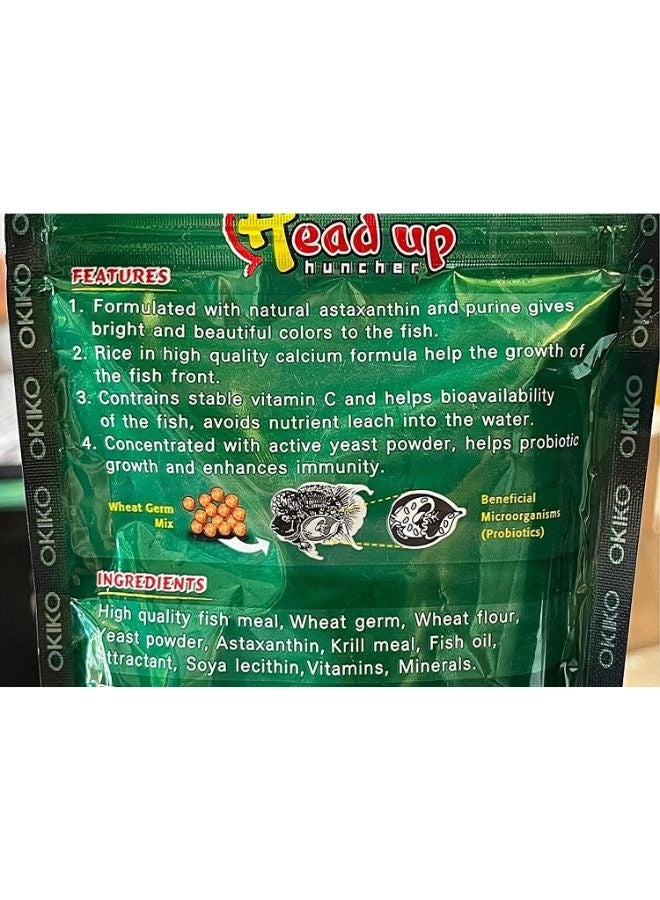 Head up
huncher
FEATURES
1. Formulated with natural astaxanthin and purine gives
bright and beautiful colors to the fish.
2. Rice in high quality calcium formula help the growth of
the fish front.
3. Contrains stable vitamin C and helps bioavailability
of the fish, avoids nutrient leach into the water.
4. Concentrated with active yeast powder, helps probiotic
growth and enhances immunity.
Wheat Germ
Mix
Beneficial
Microorganisms
(Probiotics)
INGREDIENTS
High quality fish meal, Wheat germ, Wheat flour,
Yeast powder, Astaxanthin, Krill meal, Fish oil,
Attractant, Soya lecithin, Vitamins, Minerals.
OKIKO
OKIKO
OKIKO
OKIKO
OKIKO
OKIKO
OKIKO
OKIKO